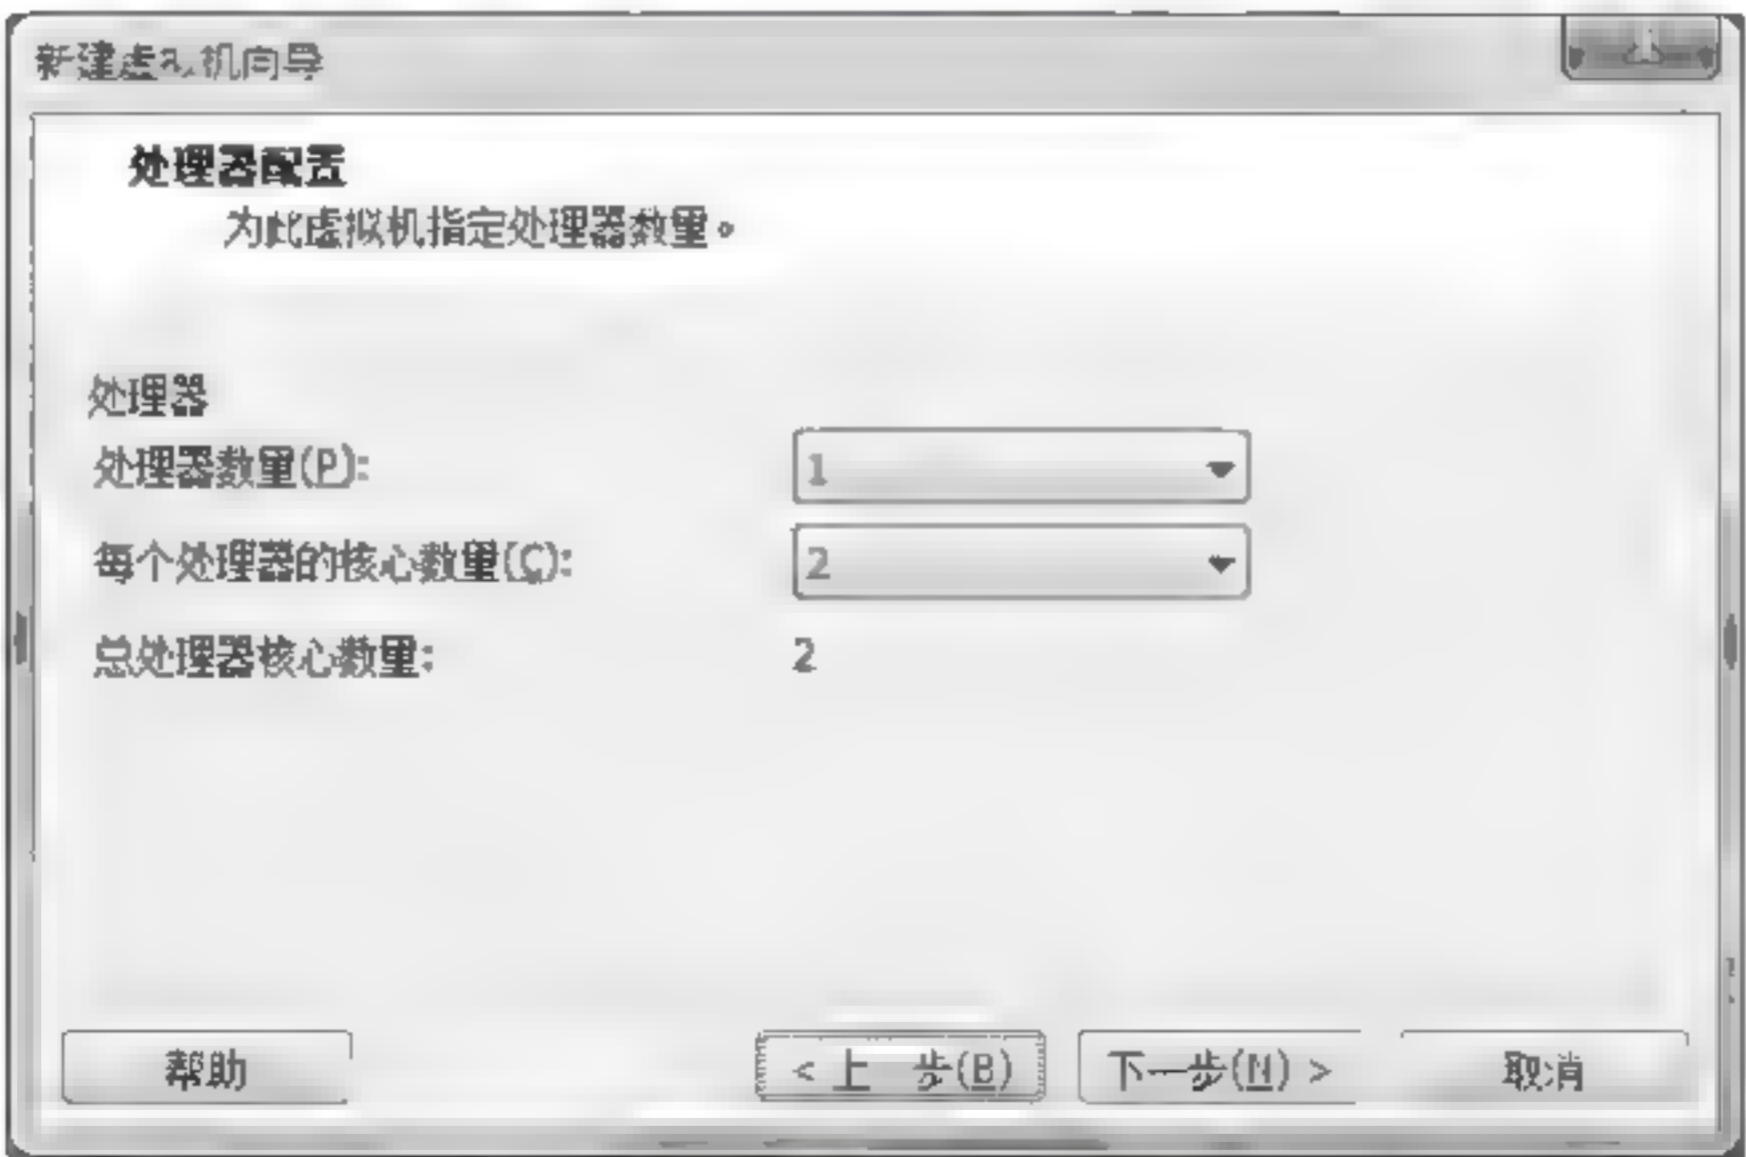 新建虚拟机向导
处理器配置
为此虚拟机指定处理器数量。
处理器
处理器数量(P): 1
每个处理器的核心数量(C): 2
总处理器核心数量: 2
帮助 < 上一步(B) 下一步(N) > 取消